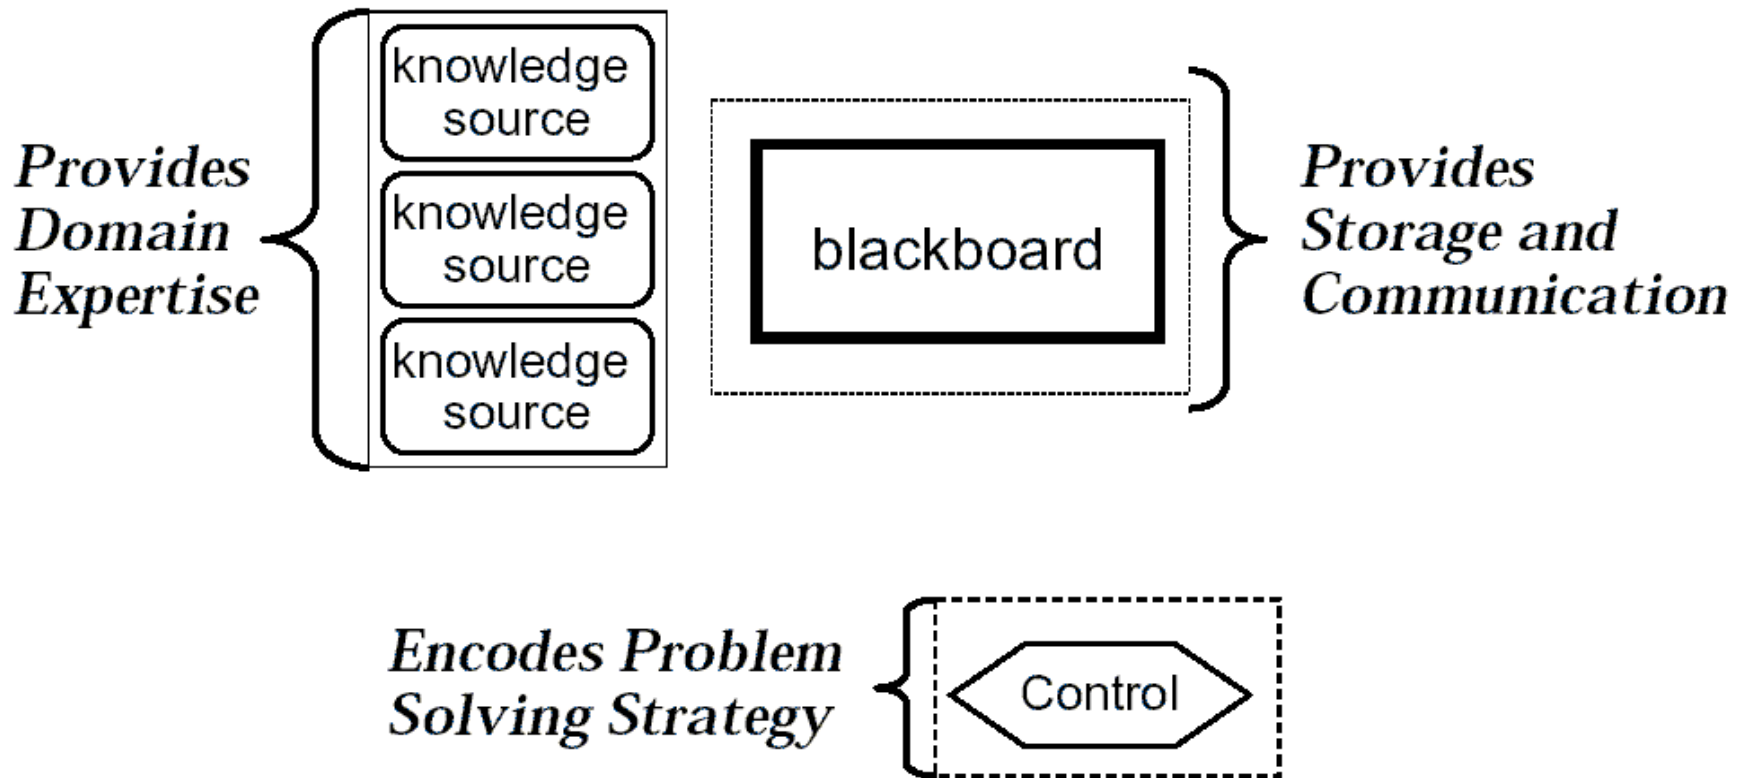 Provides
Domain
Expertise
knowledge
source
knowledge
source
knowledge
source
blackboard
Provides
Storage and
Communication
Encodes Problem
Solving Strategy
Control